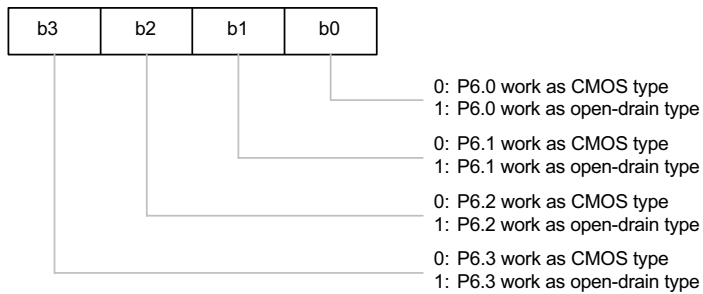 b3 b2 b1 b0
0: P6.0 work as CMOS type
1: P6.0 work as open-drain type
0: P6.1 work as CMOS type
1: P6.1 work as open-drain type
0: P6.2 work as CMOS type
1: P6.2 work as open-drain type
0: P6.3 work as CMOS type
1: P6.3 work as open-drain type